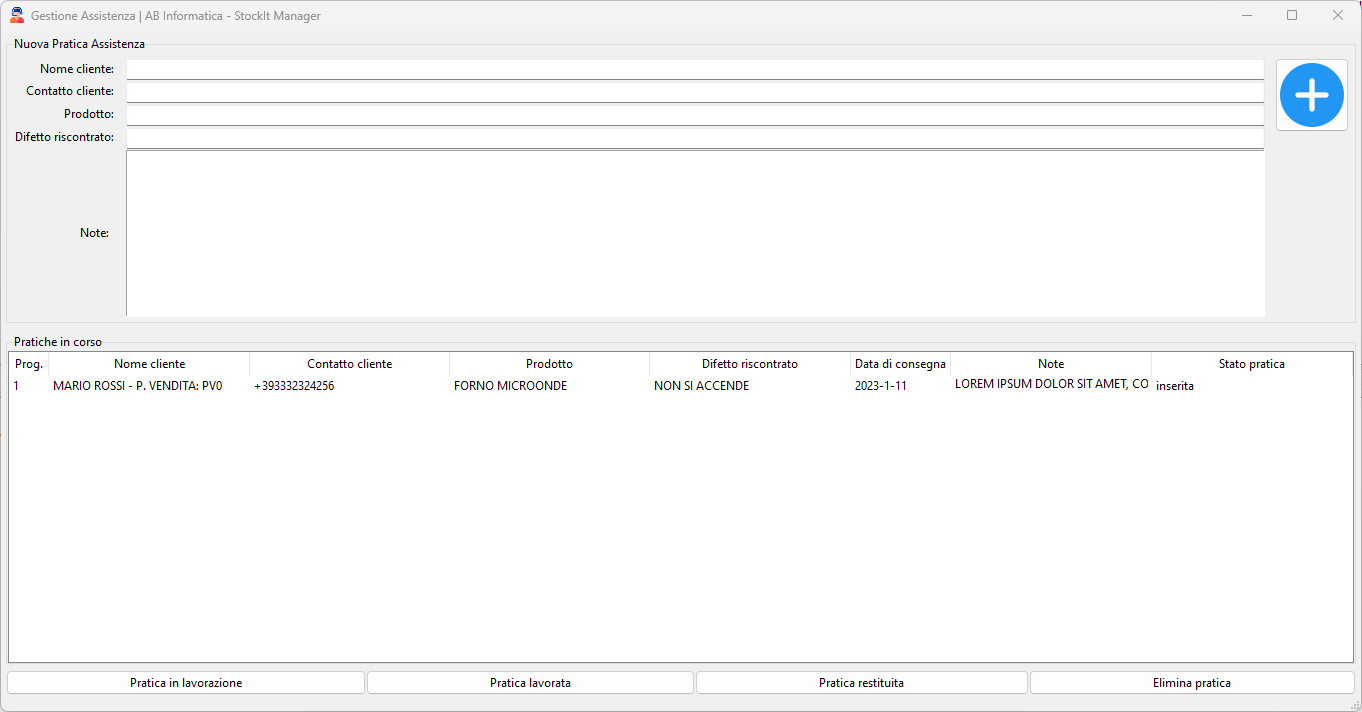 Gestione Assistenza | AB Informatica - StockIt Manager
Nuova Pratica Assistenza
Nome cliente:
Contatto cliente:
Prodotto:
Difetto riscontrato:
Note:
Pratiche in corso
Prog. Nome cliente Contatto cliente Prodotto Difetto riscontrato Data di consegna Note Stato pratica
1 MARIO ROSSI - P. VENDITA: PV0 +393332324256 FORNO MICROONDE NON SI ACCENDE 2023-1-11 LOREM IPSUM DOLOR SIT AMET, CO inserita
Pratica in lavorazione Pratica lavorata Pratica restituita Elimina pratica